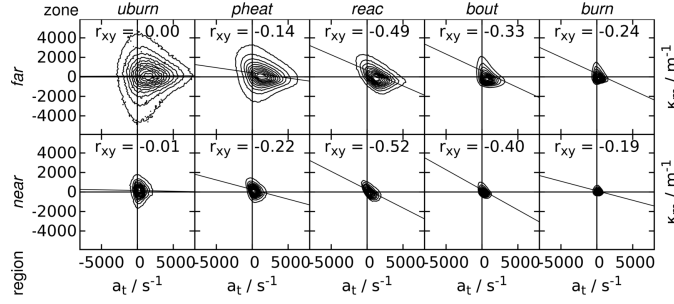 zone uburn pheat reac bout burn
far 4000 2000 0 -2000 -4000 r_xy = -0.00 r_xy = -0.14 r_xy = -0.49 r_xy = -0.33 r_xy = -0.24 κ_m / m⁻¹
near 4000 2000 0 -2000 -4000 r_xy = -0.01 r_xy = -0.22 r_xy = -0.52 r_xy = -0.40 r_xy = -0.19 κ_m / m⁻¹
region -5000 0 5000 -5000 0 5000 -5000 0 5000 -5000 0 5000 -5000 0 5000
a_t / s⁻¹ a_t / s⁻¹ a_t / s⁻¹ a_t / s⁻¹ a_t / s⁻¹